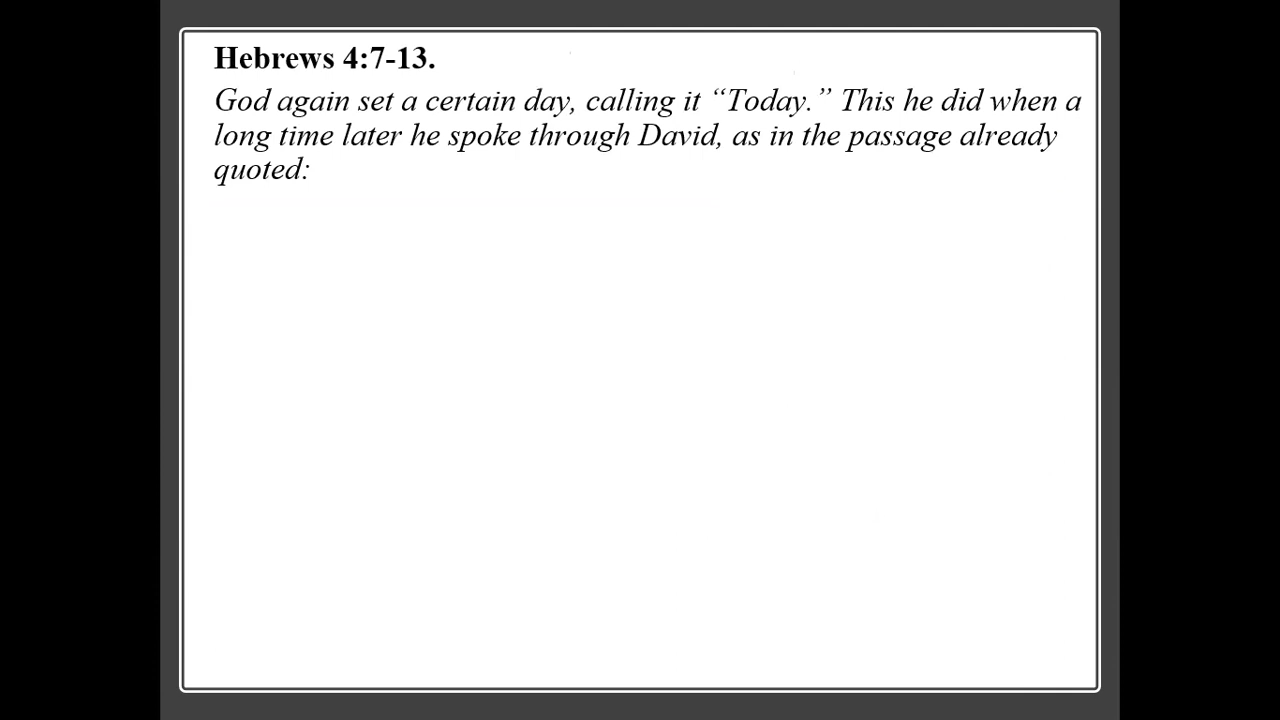 Hebrews 4:7-13.
God again set a certain day, calling it “Today.” This he did when a
long time later he spoke through David, as in the passage already
quoted: